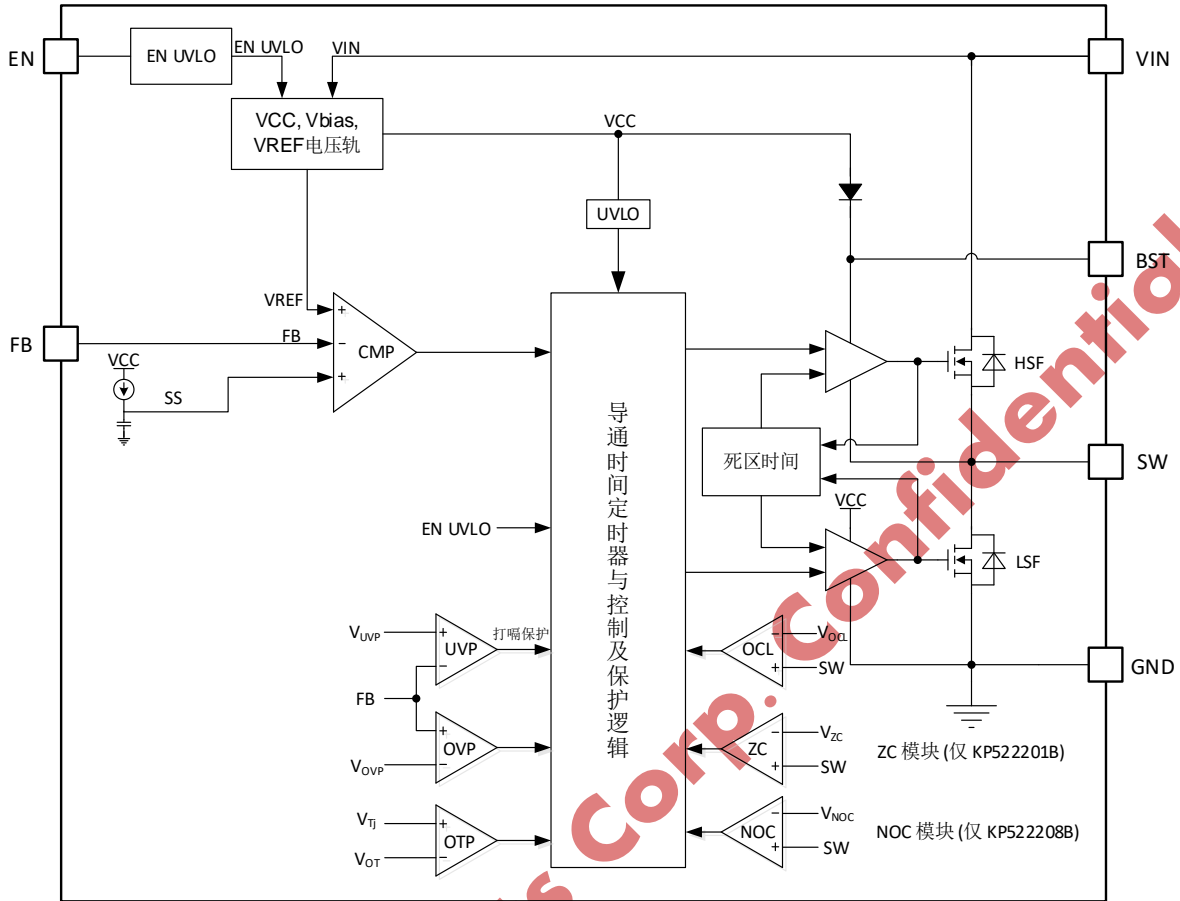 EN
EN UVLO
EN UVLO
VIN
VIN
VCC, Vbias,
VREF电压轨
VCC
UVLO
BST
VREF
FB
FB
CMP
VCC
SS
HSF
导通时间定时器与控制及保护逻辑
死区时间
SW
EN UVLO
VCC
LSF
VUVP
UVP
打嗝保护
OCL
VOCL
SW
GND
FB
OVP
VOVP
ZC
VZC
SW
ZC 模块 (仅 KP522201B)
VTj
OTP
VOT
NOC
VNOC
SW
NOC 模块 (仅 KP522208B)
s Corp. Confidential